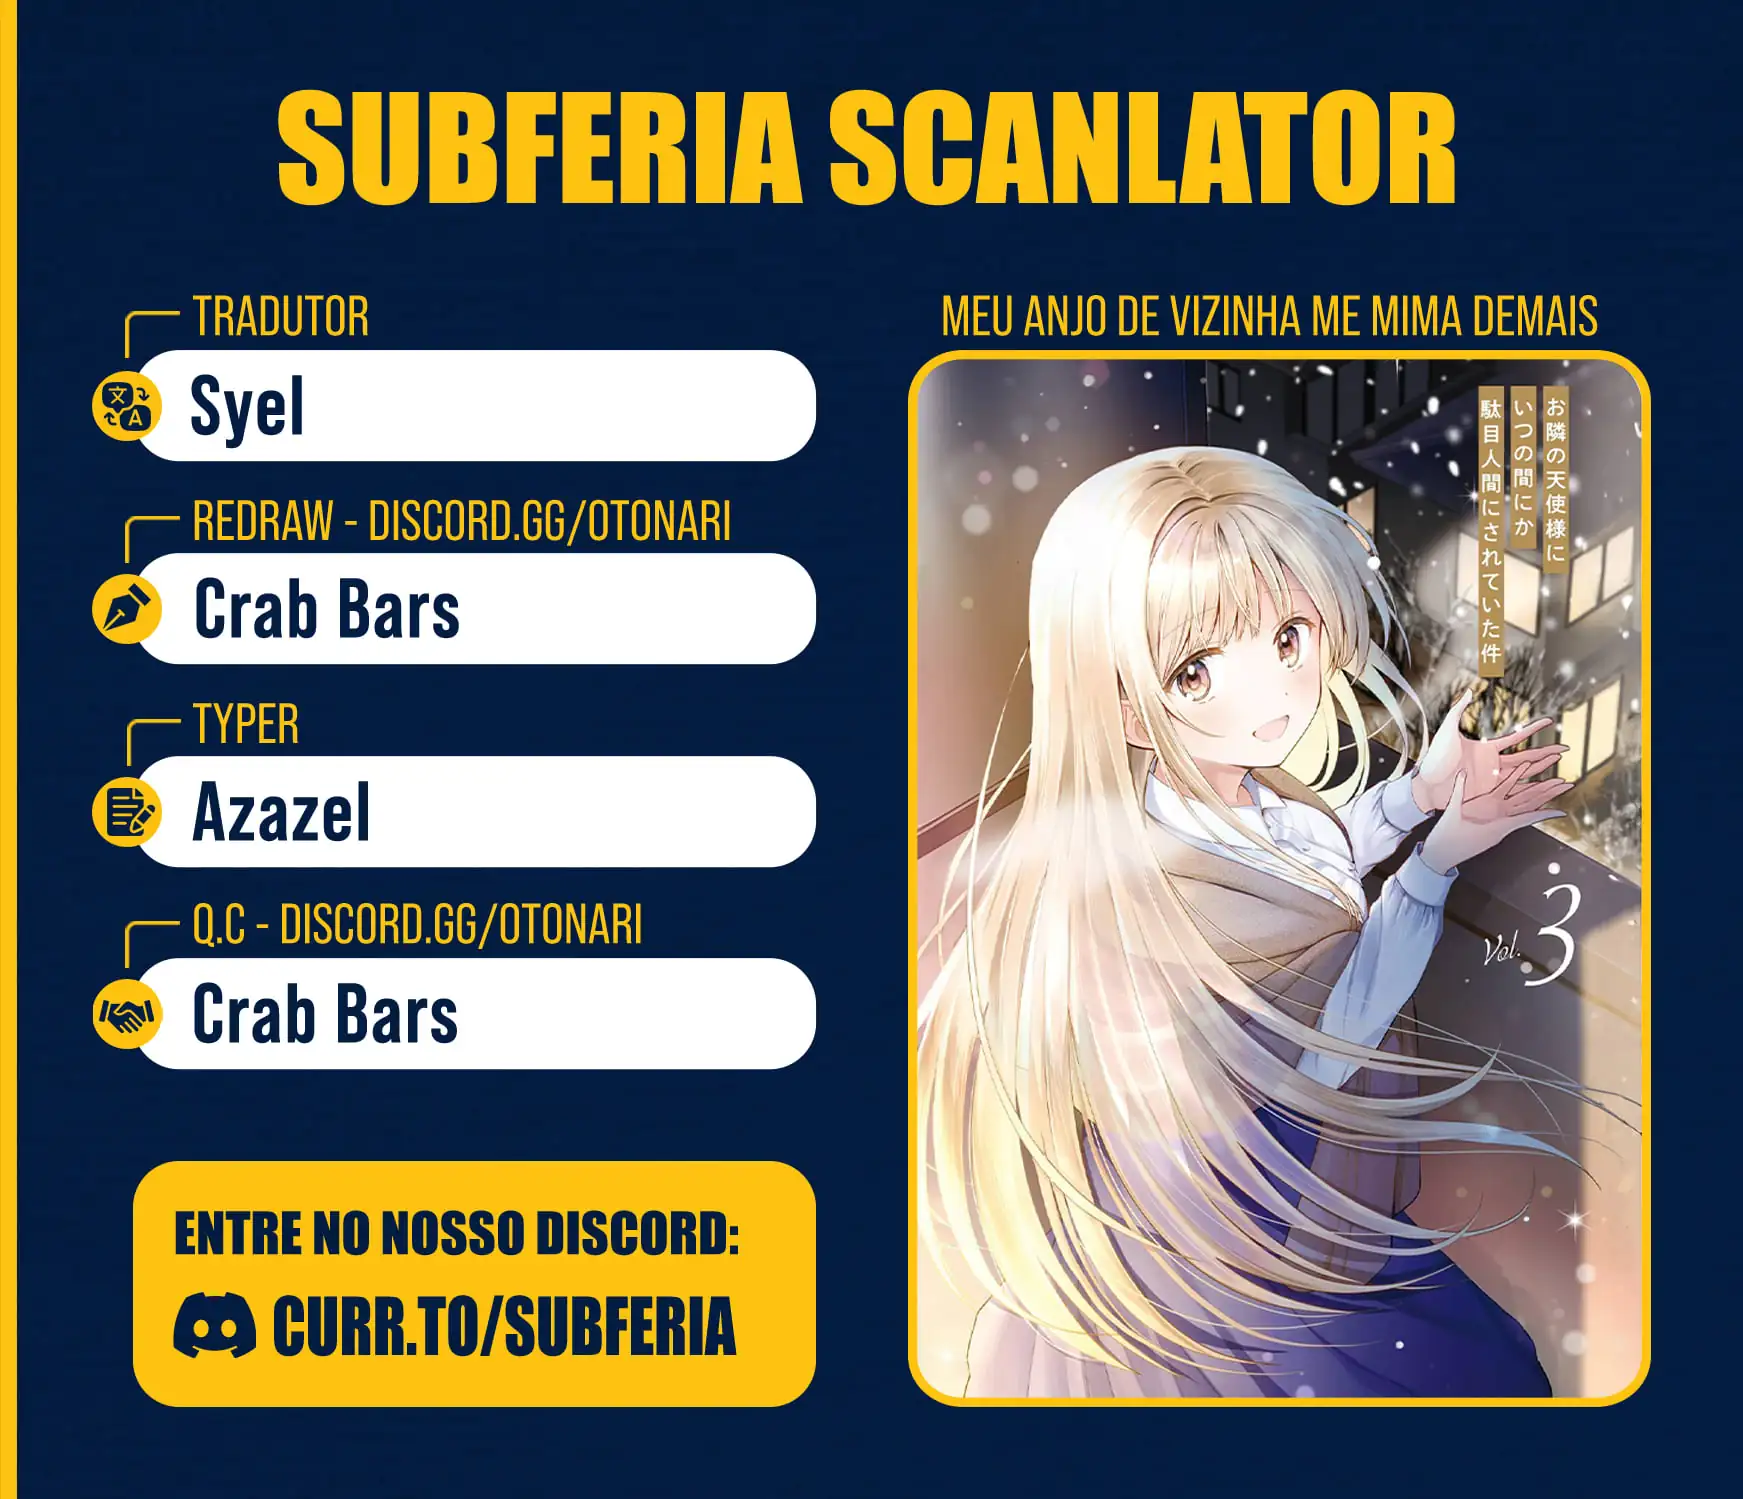 SUBFERIA SCANLATOR
TRADUTOR
Syel
REDRAW - DISCORD.GG/OTONARI
Crab Bars
TYPER
Azazel
Q.C - DISCORD.GG/OTONARI
Crab Bars
ENTRE NO NOSSO DISCORD:
CURR.TO/SUBFERIA
MEU ANJO DE VIZINHA ME MIMA DEMAIS
お隣の天使様に
いつの間にか
駄目人間にされていた件
Vol. 3